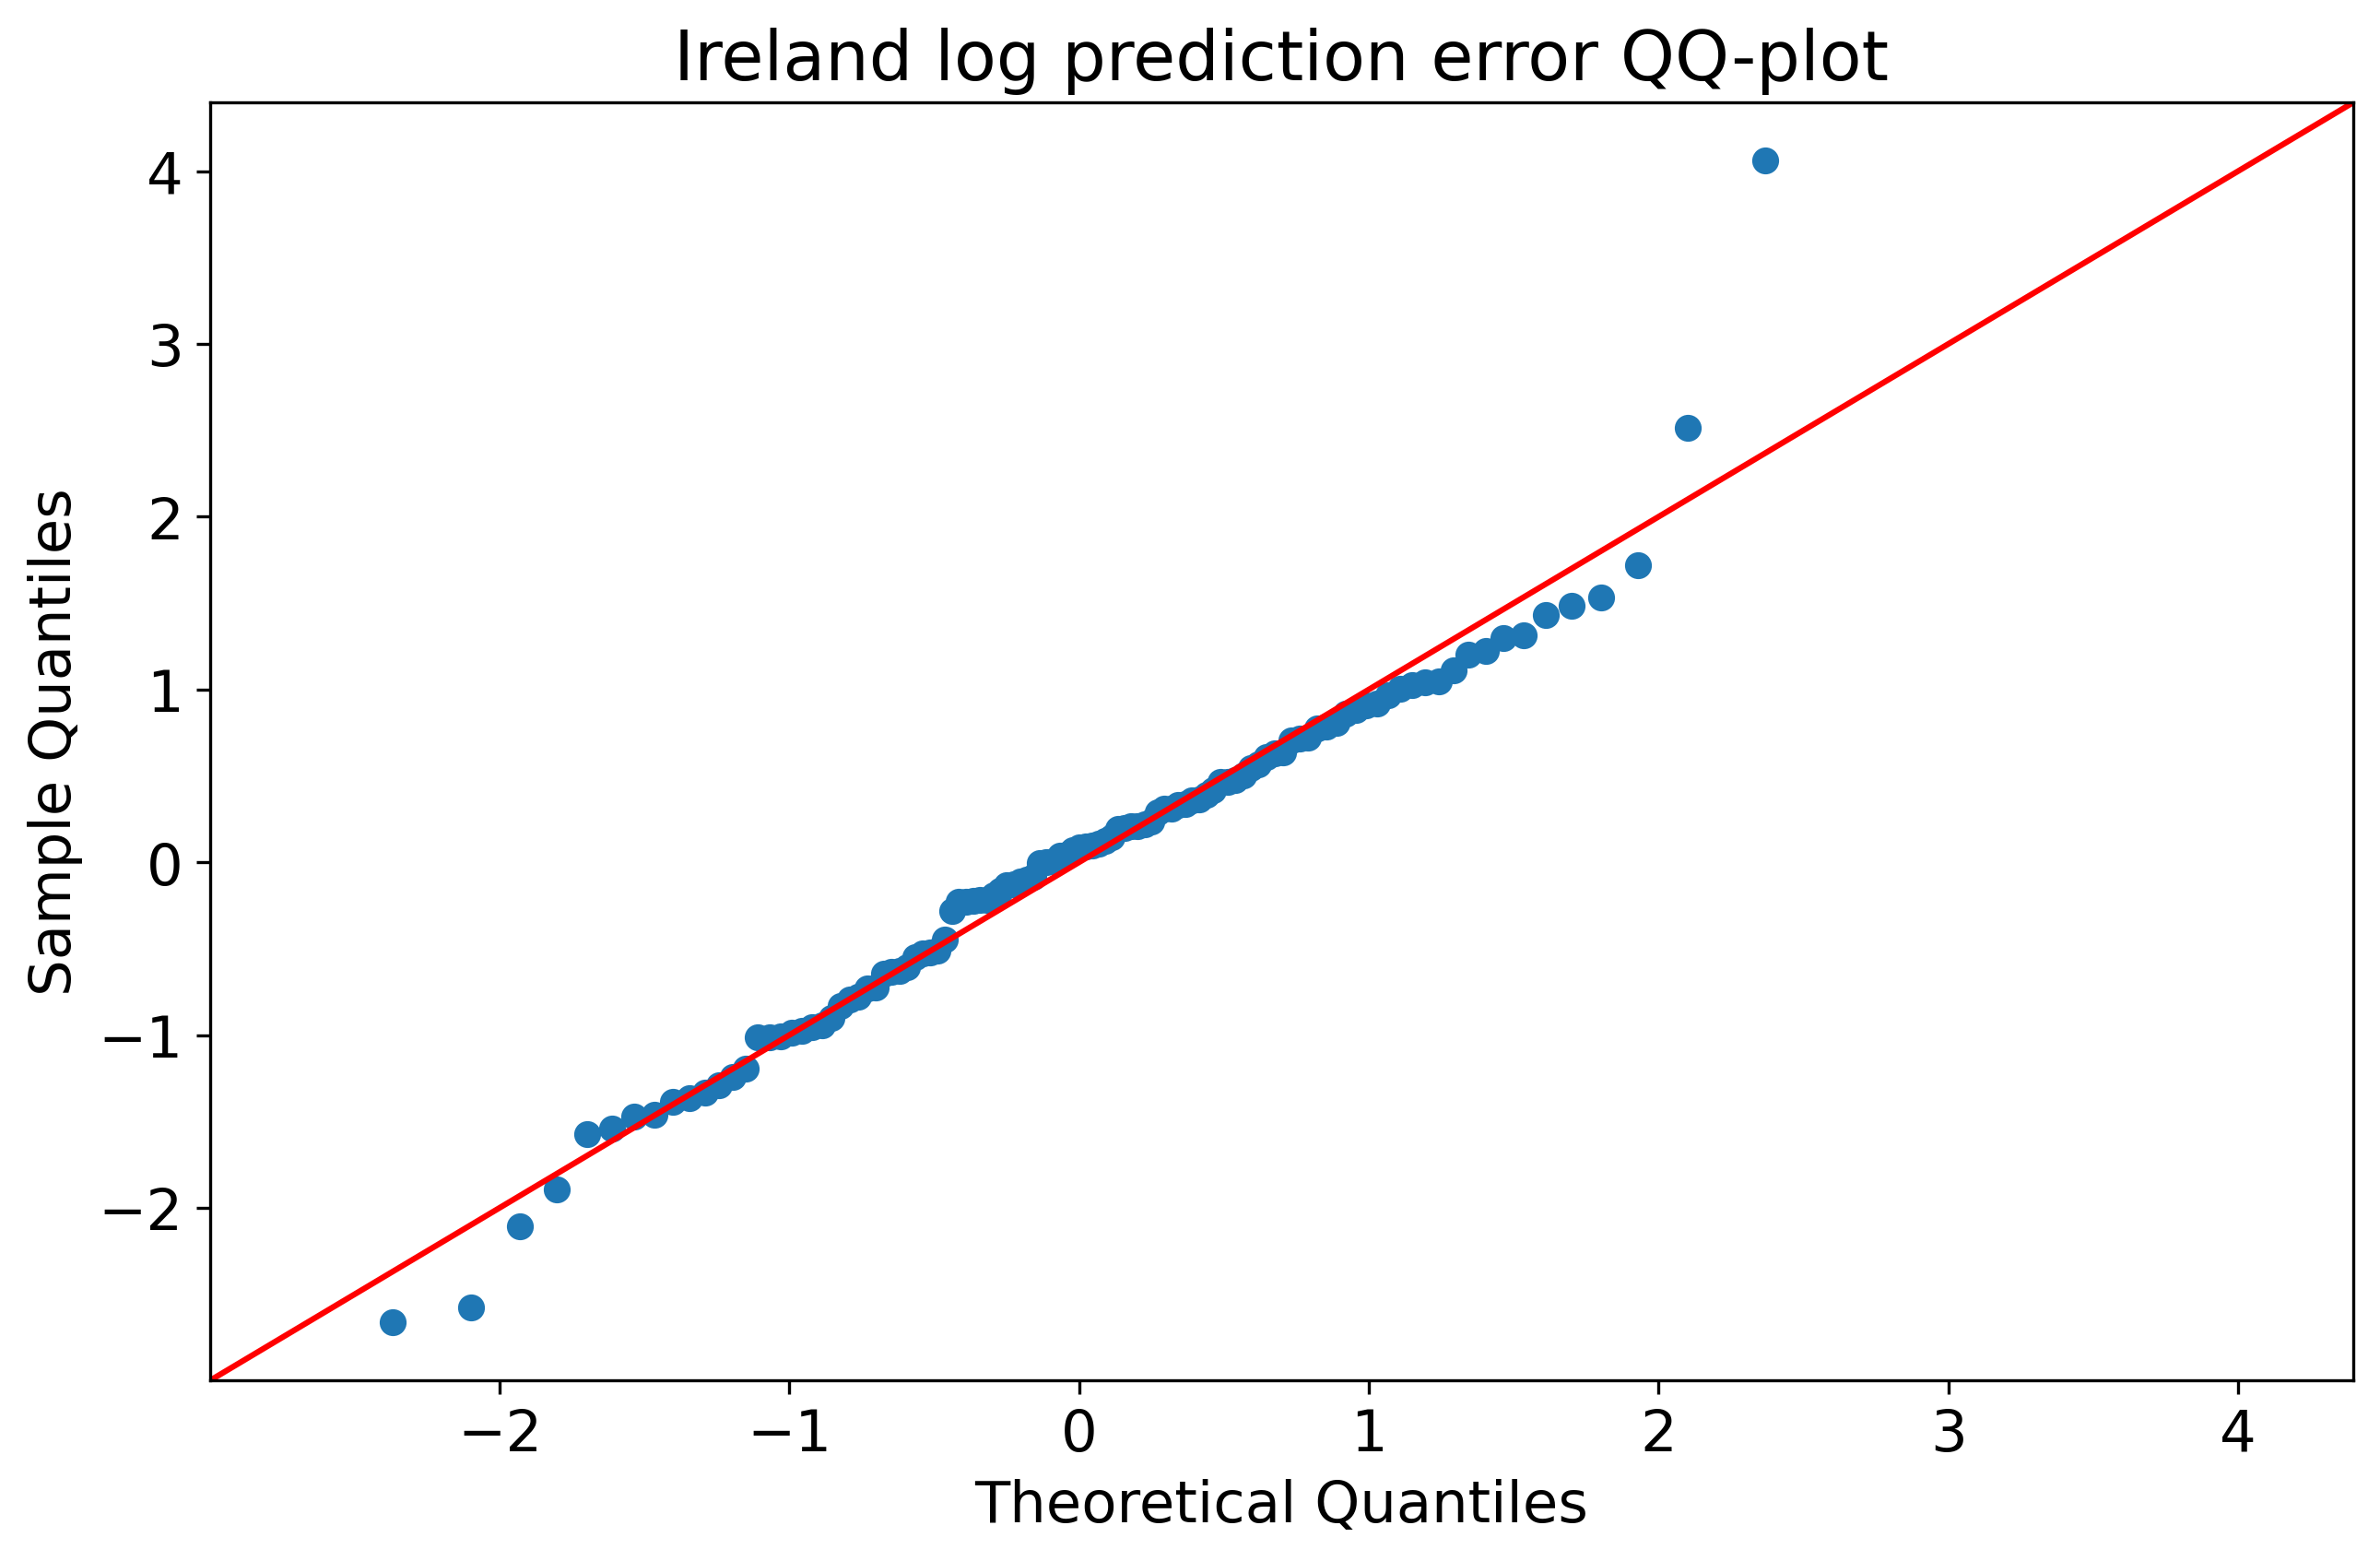 Ireland log prediction error QQ-plot
4
3
2
1
0
−1
−2
Sample Quantiles
−2 −1 0 1 2 3 4
Theoretical Quantiles